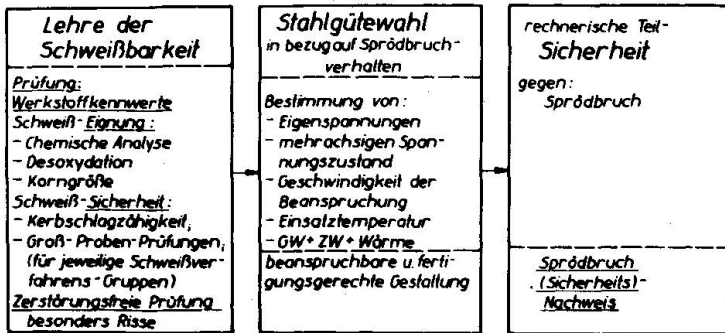 Lehre der
Schweißbarkeit
Prüfung:
Werkstoffkennwerte
Schweiß-Eignung:
- Chemische Analyse
- Desoxydation
- Korngröße
Schweiß-Sicherheit:
- Kerbschlagzähigkeit,
- Groß-Proben-Prüfungen,
(für jeweilige Schweißver-
fahrens-Gruppen)
Zerstörungsfreie Prüfung
besonders Risse
Stahlgütewahl
in bezug auf Sprödbruch-
verhalten
Bestimmung von:
- Eigenspannungen
- mehrachsigen Span-
nungszustand
- Geschwindigkeit der
Beanspruchung
- Einsatztemperatur
- GW+ ZW+ Wärme
beanspruchbare u. ferti-
gungsgerechte Gestaltung
rechnerische Teil-
Sicherheit
gegen:
Sprödbruch
Sprödbruch
(Sicherheits)-
Nachweis